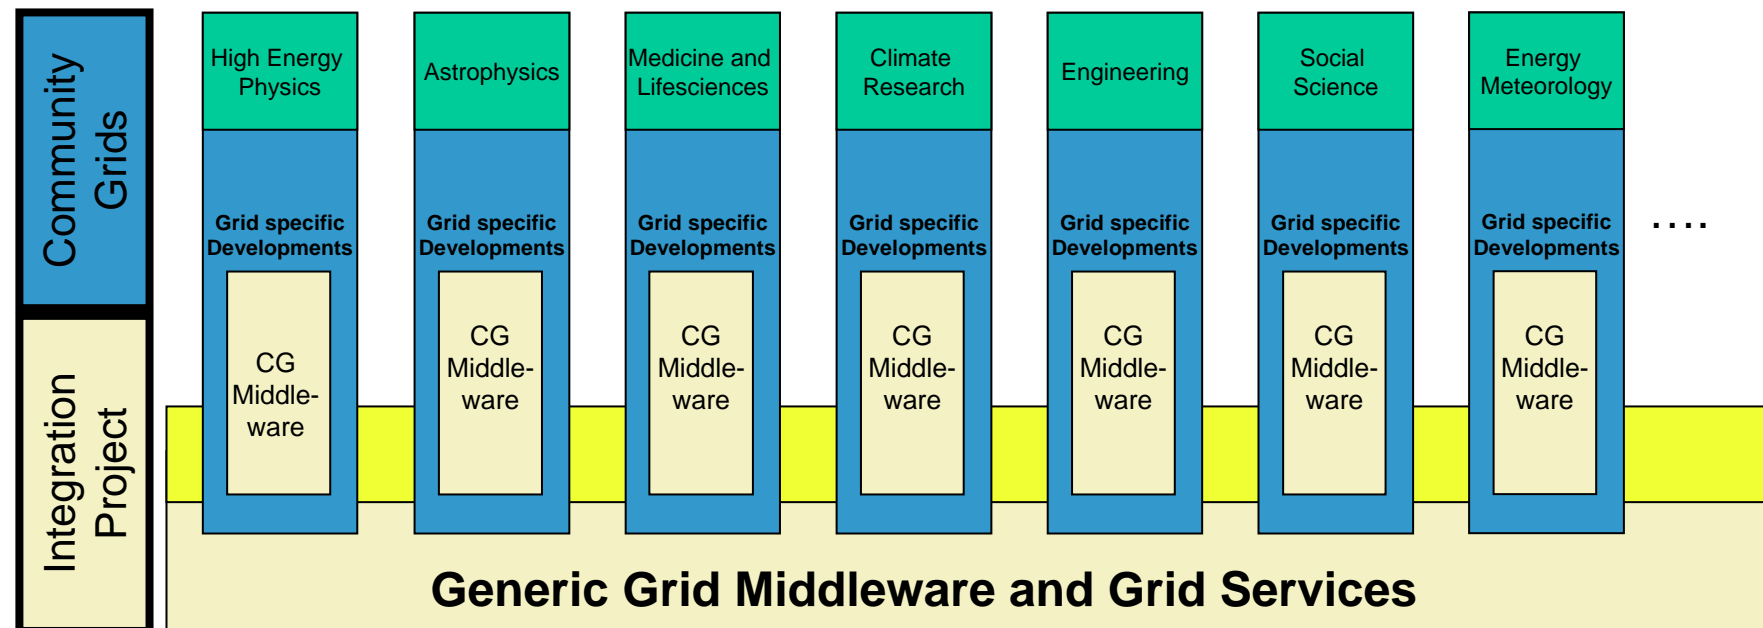 Community
Grids
Integration
Project
High Energy
Physics
Astrophysics
Medicine and
Lifesciences
Climate
Research
Engineering
Social
Science
Energy
Meteorology
Grid specific
Developments
Grid specific
Developments
Grid specific
Developments
Grid specific
Developments
Grid specific
Developments
Grid specific
Developments
Grid specific
Developments
....
CG
Middle-
ware
CG
Middle-
ware
CG
Middle-
ware
CG
Middle-
ware
CG
Middle-
ware
CG
Middle-
ware
CG
Middle-
ware
Generic Grid Middleware and Grid Services